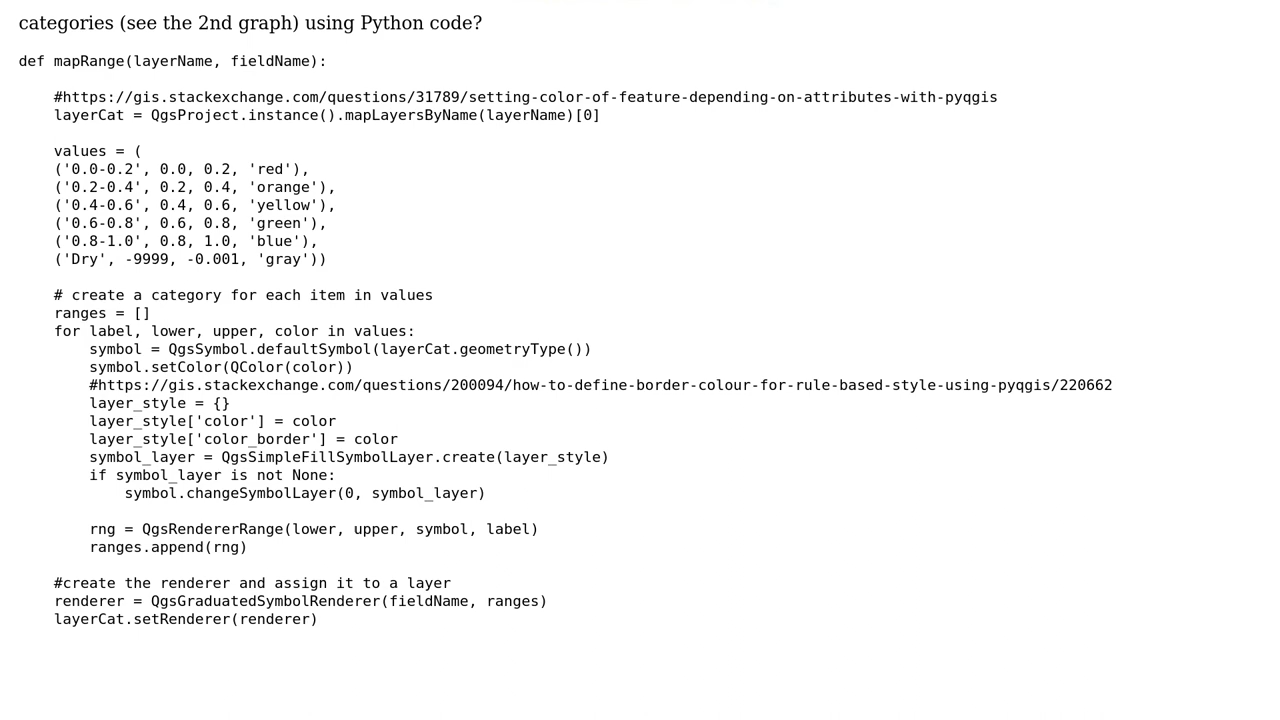 categories (see the 2nd graph) using Python code?
def mapRange(layerName, fieldName):
#https://gis.stackexchange.com/questions/31789/setting-color-of-feature-depending-on-attributes-with-pyqgis
layerCat = QgsProject.instance().mapLayersByName(layerName)[0]
values = (
('0.0-0.2', 0.0, 0.2, 'red'),
('0.2-0.4', 0.2, 0.4, 'orange'),
('0.4-0.6', 0.4, 0.6, 'yellow'),
('0.6-0.8', 0.6, 0.8, 'green'),
('0.8-1.0', 0.8, 1.0, 'blue'),
('Dry', -9999, -0.001, 'gray'))
# create a category for each item in values
ranges = []
for label, lower, upper, color in values:
symbol = QgsSymbol.defaultSymbol(layerCat.geometryType())
symbol.setColor(QColor(color))
#https://gis.stackexchange.com/questions/200094/how-to-define-border-colour-for-rule-based-style-using-pyqgis/220662
layer_style = {}
layer_style['color'] = color
layer_style['color_border'] = color
symbol_layer = QgsSimpleFillSymbolLayer.create(layer_style)
if symbol_layer is not None:
symbol.changeSymbolLayer(0, symbol_layer)
rng = QgsRendererRange(lower, upper, symbol, label)
ranges.append(rng)
#create the renderer and assign it to a layer
renderer = QgsGraduatedSymbolRenderer(fieldName, ranges)
layerCat.setRenderer(renderer)